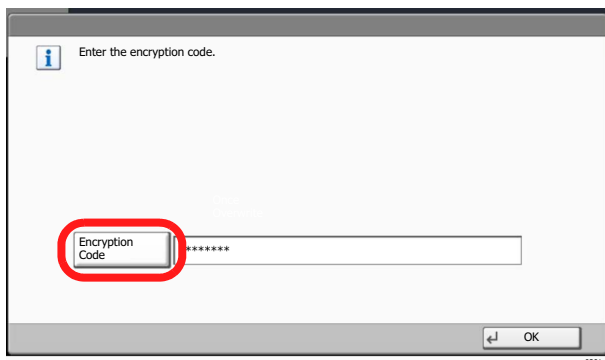 Enter the encryption code.
Encryption
Code
*******
OK